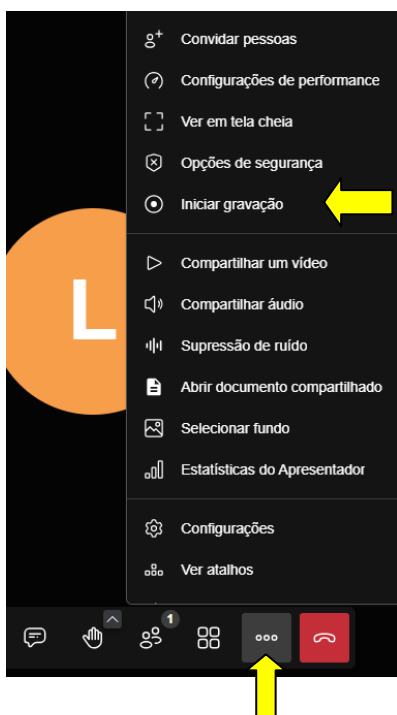 Convidar pessoas
Configurações de performance
Ver em tela cheia
Opções de segurança
Iniciar gravação
L
Compartilhar um vídeo
Compartilhar áudio
Supressão de ruído
Abrir documento compartilhado
Selecionar fundo
Estatísticas do Apresentador
Configurações
Ver atalhos
1